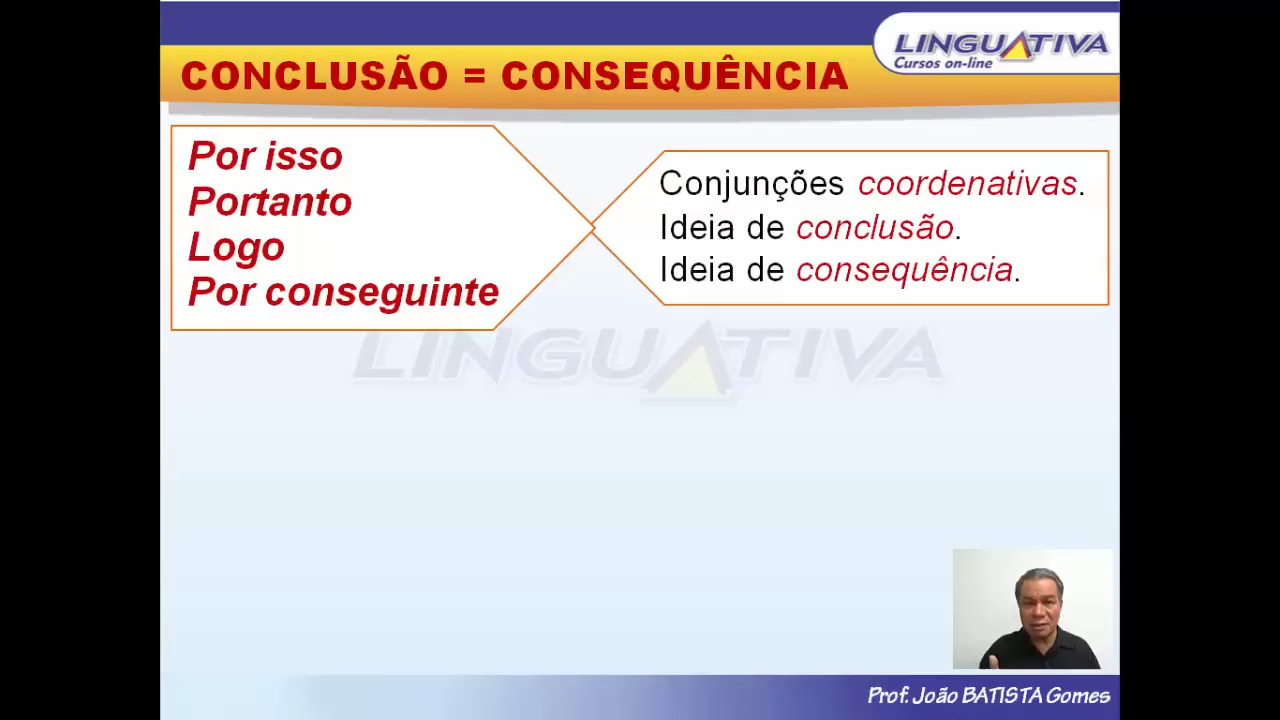 LINGUATIVA
Cursos on-line
CONCLUSÃO = CONSEQUÊNCIA
Por isso
Portanto
Logo
Por conseguinte
Conjunções coordenativas.
Ideia de conclusão.
Ideia de consequência.
LINGUATIVA
Prof. João BATISTA Gomes